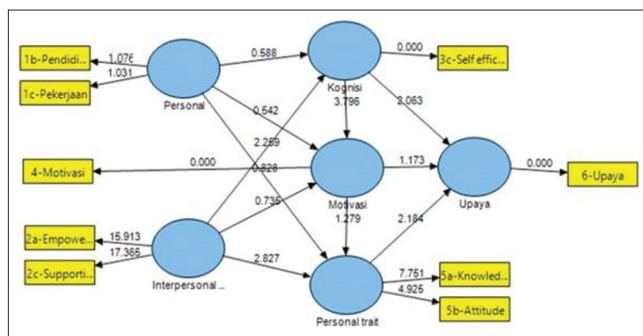 1b-Pendidi...
1.076
1c-Pekerjaan
1.031
Personal
0.588
Kognisi
0.000
3c-Self effic...
3.796
2.063
0.542
2.259
0.828
4-Motivasi
0.000
Motivasi
1.173
Upaya
0.000
6-Upaya
0.735
1.279
2.184
2a-Empowe...
15.913
2c-Supporti...
17.365
Interpersonal ...
2.827
Personal trait
7.751
5a-Knowled...
4.925
5b-Attitude